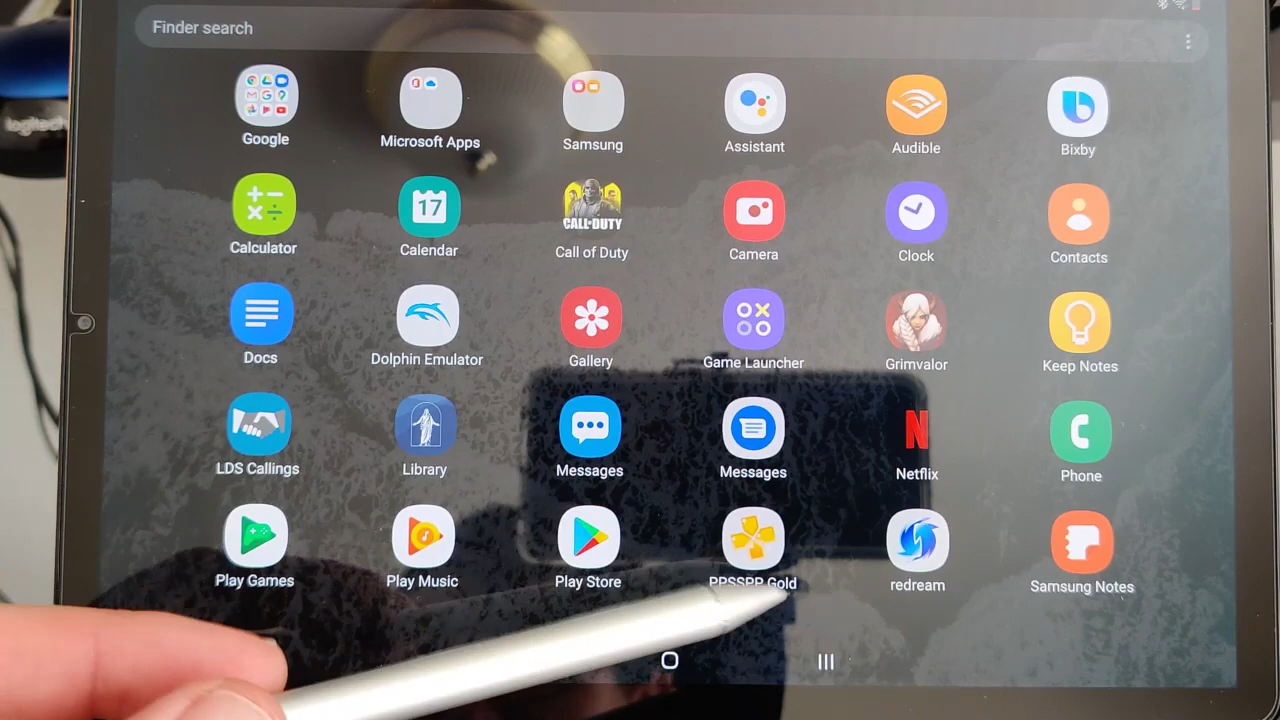 Finder search
logitech
Google
Microsoft Apps
Samsung
Assistant
Audible
Bixby
Calculator
17
Calendar
CALL OF DUTY
Call of Duty
Camera
Clock
Contacts
Docs
Dolphin Emulator
Gallery
Game Launcher
Grimvalor
Keep Notes
LDS Callings
Library
Messages
Messages
N
Netflix
Phone
Play Games
Play Music
Play Store
PPSSPP Gold
redream
Samsung Notes